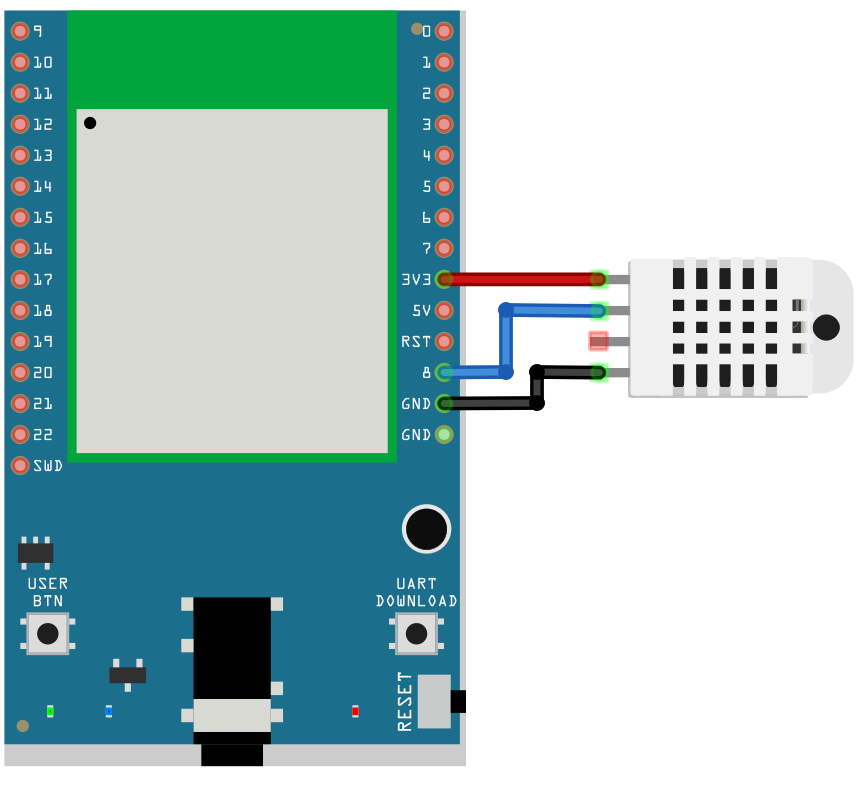 9 0
10 1
11 2
12 3
13 4
14 5
15 6
16 7
17 3V3
18 5V
19 RST
20 8
21 GND
22 GND
SWD
USER
BTN
UART
DOWNLOAD
RESET